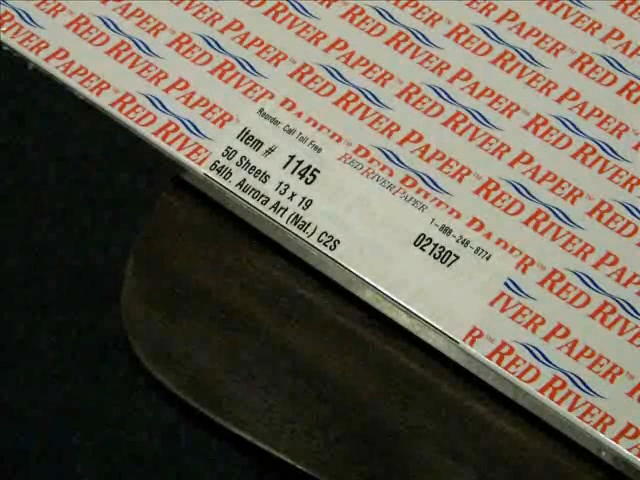 RED RIVER PAPER™
Reorder Call Toll Free
RED RIVER PAPER
1-888-248-8774
Item # 1145
021307
50 Sheets 13 x 19
64lb. Aurora Art (Nat.) C2S